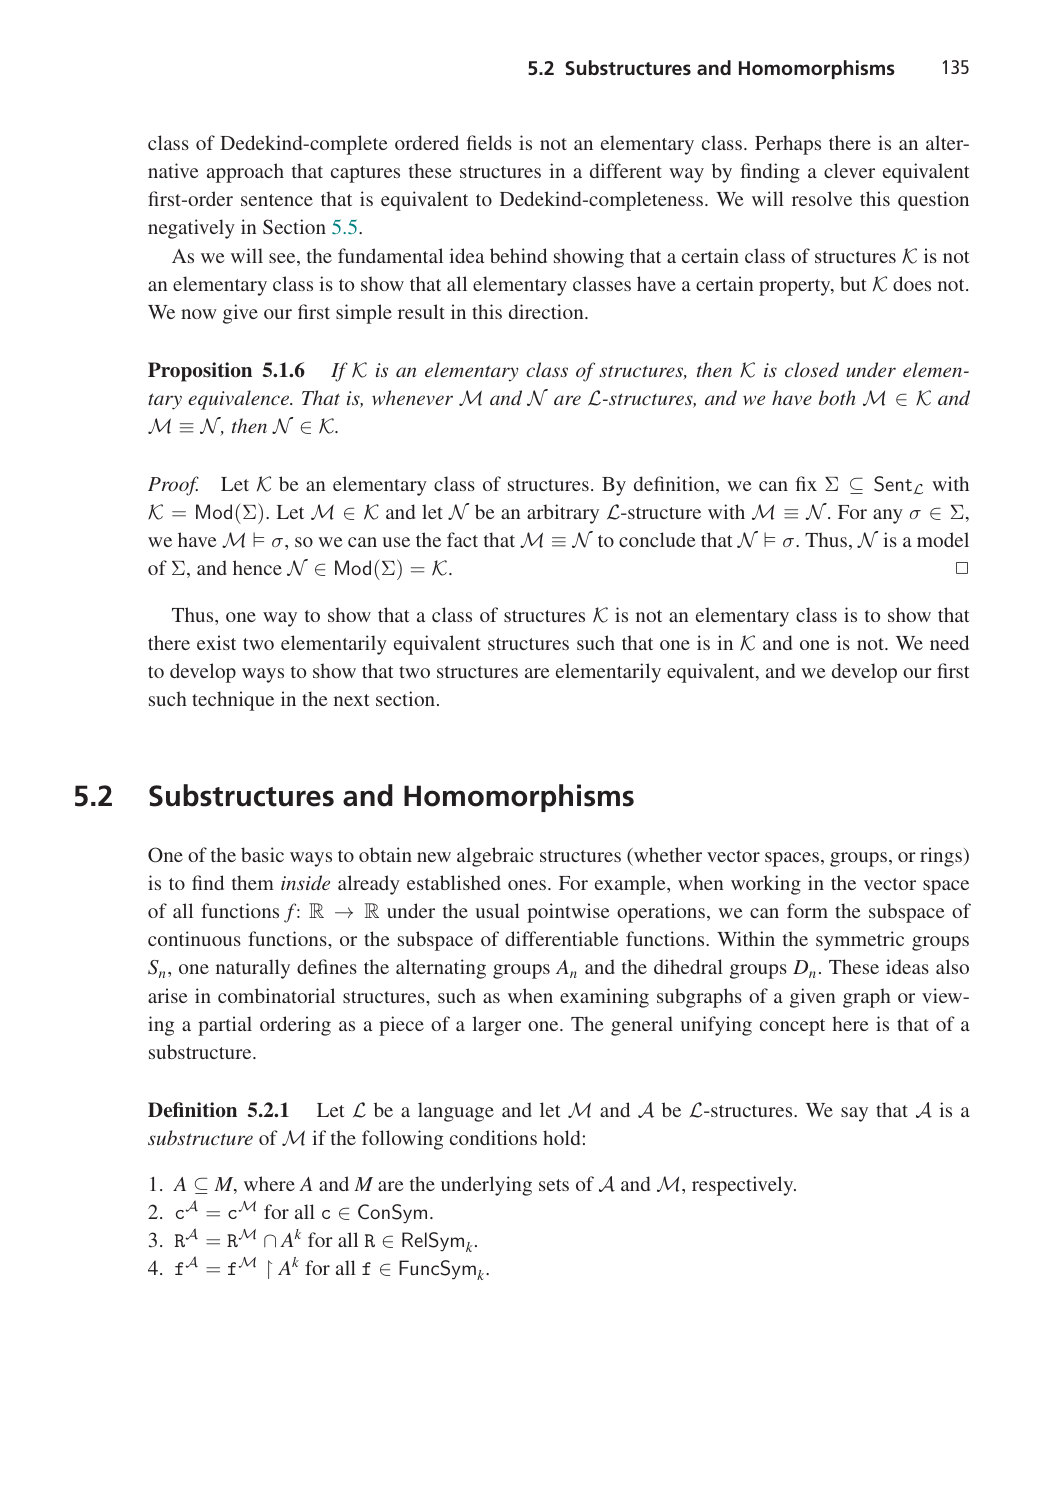 5.2 Substructures and Homomorphisms 135
class of Dedekind-complete ordered fields is not an elementary class. Perhaps there is an alter-
native approach that captures these structures in a different way by finding a clever equivalent
first-order sentence that is equivalent to Dedekind-completeness. We will resolve this question
negatively in Section 5.5.
As we will see, the fundamental idea behind showing that a certain class of structures 𝒦 is not
an elementary class is to show that all elementary classes have a certain property, but 𝒦 does not.
We now give our first simple result in this direction.
Proposition 5.1.6 If 𝒦 is an elementary class of structures, then 𝒦 is closed under elemen-
tary equivalence. That is, whenever ℳ and 𝒩 are ℒ-structures, and we have both ℳ ∈ 𝒦 and
ℳ ≡ 𝒩, then 𝒩 ∈ 𝒦.
Proof. Let 𝒦 be an elementary class of structures. By definition, we can fix Σ ⊆ Sent_ℒ with
𝒦 = Mod(Σ). Let ℳ ∈ 𝒦 and let 𝒩 be an arbitrary ℒ-structure with ℳ ≡ 𝒩. For any σ ∈ Σ,
we have ℳ ⊨ σ, so we can use the fact that ℳ ≡ 𝒩 to conclude that 𝒩 ⊨ σ. Thus, 𝒩 is a model
of Σ, and hence 𝒩 ∈ Mod(Σ) = 𝒦. □
Thus, one way to show that a class of structures 𝒦 is not an elementary class is to show that
there exist two elementarily equivalent structures such that one is in 𝒦 and one is not. We need
to develop ways to show that two structures are elementarily equivalent, and we develop our first
such technique in the next section.
5.2 Substructures and Homomorphisms
One of the basic ways to obtain new algebraic structures (whether vector spaces, groups, or rings)
is to find them inside already established ones. For example, when working in the vector space
of all functions f: ℝ → ℝ under the usual pointwise operations, we can form the subspace of
continuous functions, or the subspace of differentiable functions. Within the symmetric groups
Sₙ, one naturally defines the alternating groups Aₙ and the dihedral groups Dₙ. These ideas also
arise in combinatorial structures, such as when examining subgraphs of a given graph or view-
ing a partial ordering as a piece of a larger one. The general unifying concept here is that of a
substructure.
Definition 5.2.1 Let ℒ be a language and let ℳ and 𝒜 be ℒ-structures. We say that 𝒜 is a
substructure of ℳ if the following conditions hold:
1. A ⊆ M, where A and M are the underlying sets of 𝒜 and ℳ, respectively.
2. c^𝒜 = c^ℳ for all c ∈ ConSym.
3. R^𝒜 = R^ℳ ∩ A^k for all R ∈ RelSym_k.
4. f^𝒜 = f^ℳ ↾ A^k for all f ∈ FuncSym_k.